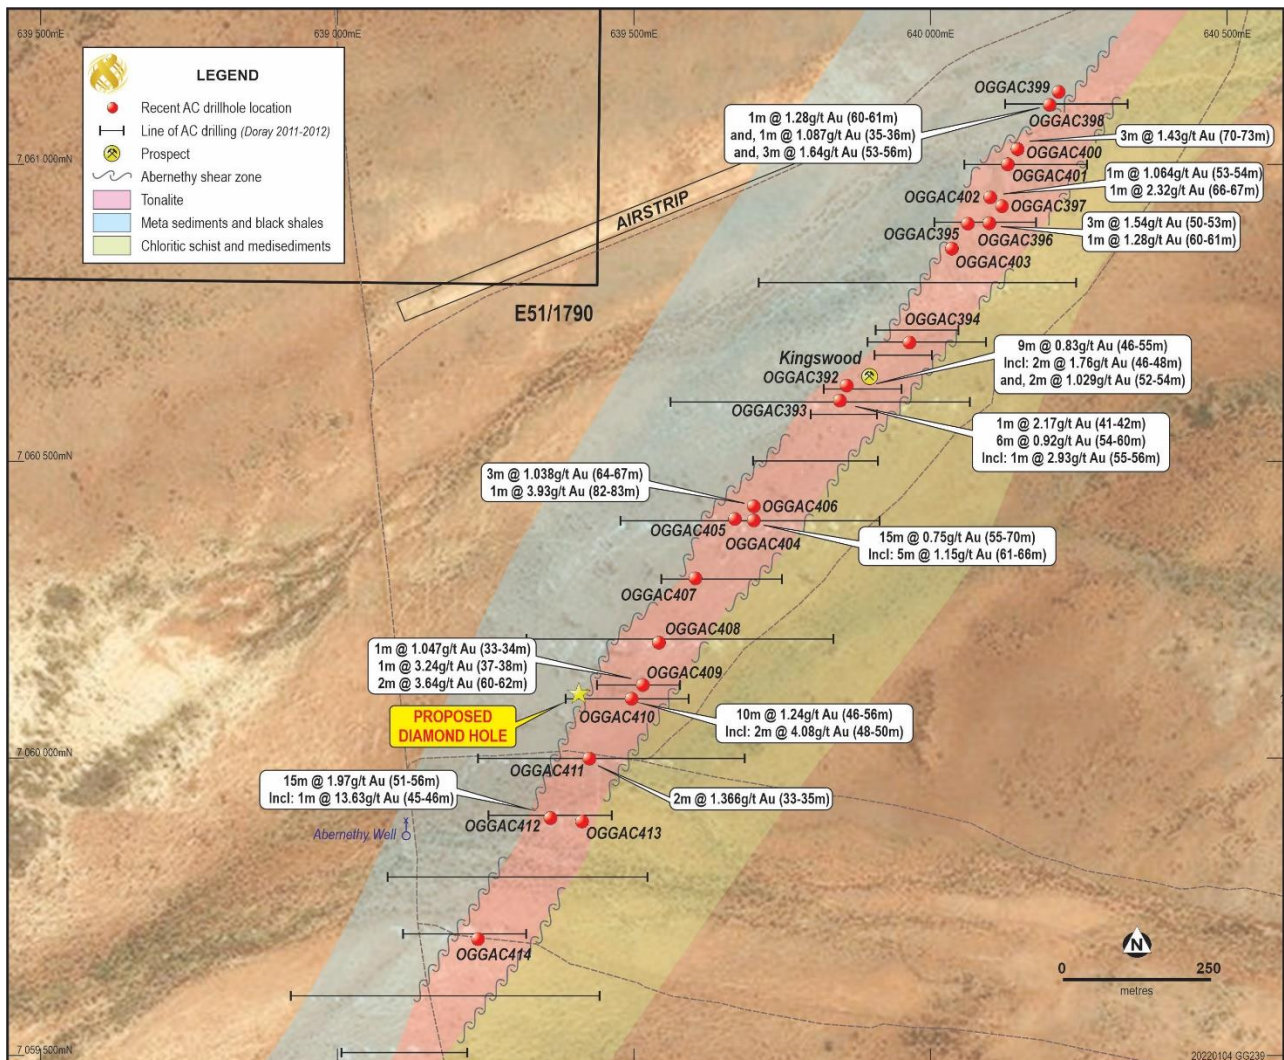 639 500mE
639 000mE
639 500mE
640 000mE
640 500mE
LEGEND
Recent AC drillhole location
Line of AC drilling (Doray 2011-2012)
Prospect
Abernethy shear zone
Tonalite
Meta sediments and black shales
Chloritic schist and medisediments
OGGAC399
1m @ 1.28g/t Au (60-61m)
and, 1m @ 1.087g/t Au (35-36m)
and, 3m @ 1.64g/t Au (53-56m)
OGGAC398
3m @ 1.43g/t Au (70-73m)
OGGAC400
7 061 000mN
OGGAC401
1m @ 1.064g/t Au (53-54m)
1m @ 2.32g/t Au (66-67m)
OGGAC402
OGGAC397
AIRSTRIP
3m @ 1.54g/t Au (50-53m)
1m @ 1.28g/t Au (60-61m)
OGGAC395
OGGAC396
OGGAC403
E51/1790
OGGAC394
9m @ 0.83g/t Au (46-55m)
Incl: 2m @ 1.76g/t Au (46-48m)
and, 2m @ 1.029g/t Au (52-54m)
Kingswood
OGGAC392
OGGAC393
1m @ 2.17g/t Au (41-42m)
6m @ 0.92g/t Au (54-60m)
Incl: 1m @ 2.93g/t Au (55-56m)
7 060 500mN
3m @ 1.038g/t Au (64-67m)
1m @ 3.93g/t Au (82-83m)
OGGAC406
OGGAC405
OGGAC404
15m @ 0.75g/t Au (55-70m)
Incl: 5m @ 1.15g/t Au (61-66m)
OGGAC407
OGGAC408
1m @ 1.047g/t Au (33-34m)
1m @ 3.24g/t Au (37-38m)
2m @ 3.64g/t Au (60-62m)
OGGAC409
PROPOSED
DIAMOND HOLE
OGGAC410
10m @ 1.24g/t Au (46-56m)
Incl: 2m @ 4.08g/t Au (48-50m)
7 060 000mN
OGGAC411
15m @ 1.97g/t Au (51-56m)
Incl: 1m @ 13.63g/t Au (45-46m)
2m @ 1.366g/t Au (33-35m)
Abernethy Well
OGGAC412
OGGAC413
OGGAC414
N
0
250
metres
7 059 500mN
20220104 GG239